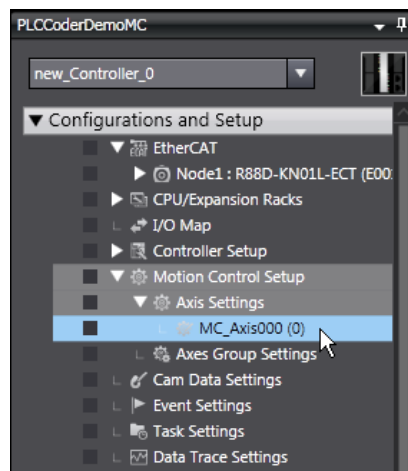 PLCCoderDemoMC
new_Controller_0
Configurations and Setup
EtherCAT
Node1 : R88D-KN01L-ECT (E00
CPU/Expansion Racks
I/O Map
Controller Setup
Motion Control Setup
Axis Settings
MC_Axis000 (0)
Axes Group Settings
Cam Data Settings
Event Settings
Task Settings
Data Trace Settings